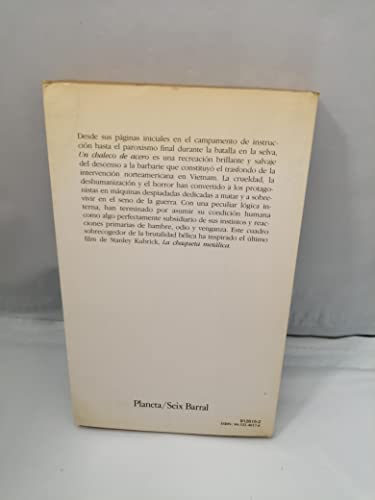 Desde sus páginas iniciales en el campamento de instruc-
ción hasta el paroxismo final durante la batalla en la selva,
Un chaleco de acero es una recreación brillante y salvaje
del descenso a la barbarie que constituyó el trasfondo de la
intervención norteamericana en Vietnam. La crueldad, la
deshumanización y el horror han convertido a los protago-
nistas en máquinas despiadadas dedicadas a matar y a sobre-
vivir en el seno de la guerra. Con una peculiar lógica in-
terna, han terminado por asumir su condición humana
como algo perfectamente subsidiario de sus instintos y reac-
ciones primarias de hambre, odio y venganza. Este cuadro
sobrecogedor de la brutalidad bélica ha inspirado el último
film de Stanley Kubrick, La chaqueta metálica.
Planeta/Seix Barral